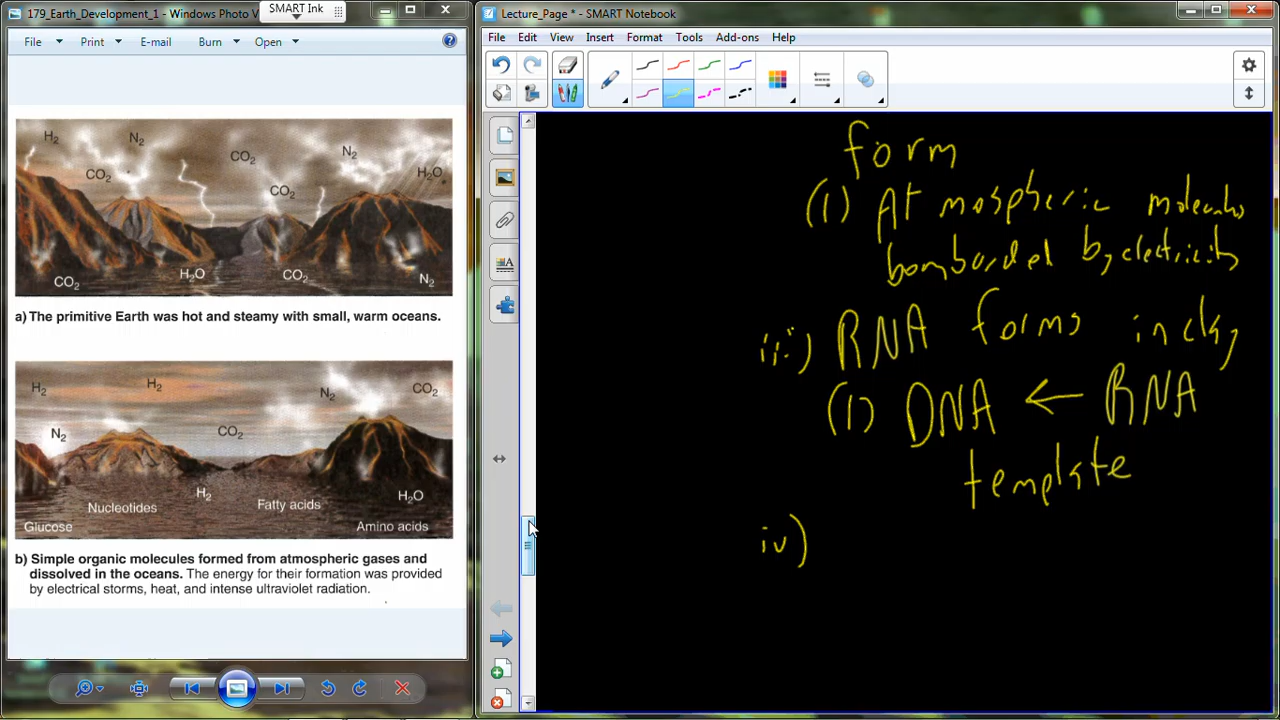 179_Earth_Development_1 - Windows Photo V
SMART Ink
File Print E-mail Burn Open
H₂ N₂ CO₂ N₂ H₂O
CO₂ CO₂
CO₂ H₂O CO₂ N₂
a) The primitive Earth was hot and steamy with small, warm oceans.
H₂ H₂ N₂ CO₂
N₂ CO₂
H₂ H₂O
Nucleotides Fatty acids
Glucose Amino acids
b) Simple organic molecules formed from atmospheric gases and
dissolved in the oceans. The energy for their formation was provided
by electrical storms, heat, and intense ultraviolet radiation.
Lecture_Page * - SMART Notebook
File Edit View Insert Format Tools Add-ons Help
form
(1) Atmospheric molecules
bombarded by electricity
iii) RNA forms in clay
(1) DNA ← RNA
template
iv)